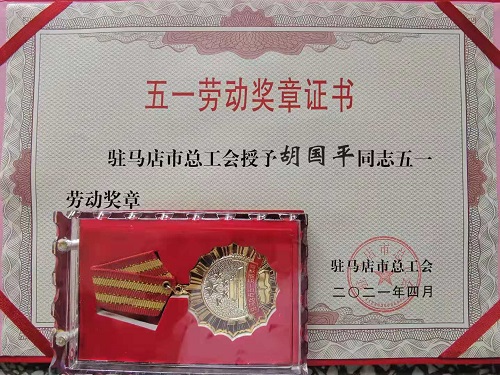 五一劳动奖章证书
驻马店市总工会授予胡国平同志五一
劳动奖章
驻马店市总工会
二〇二一年四月